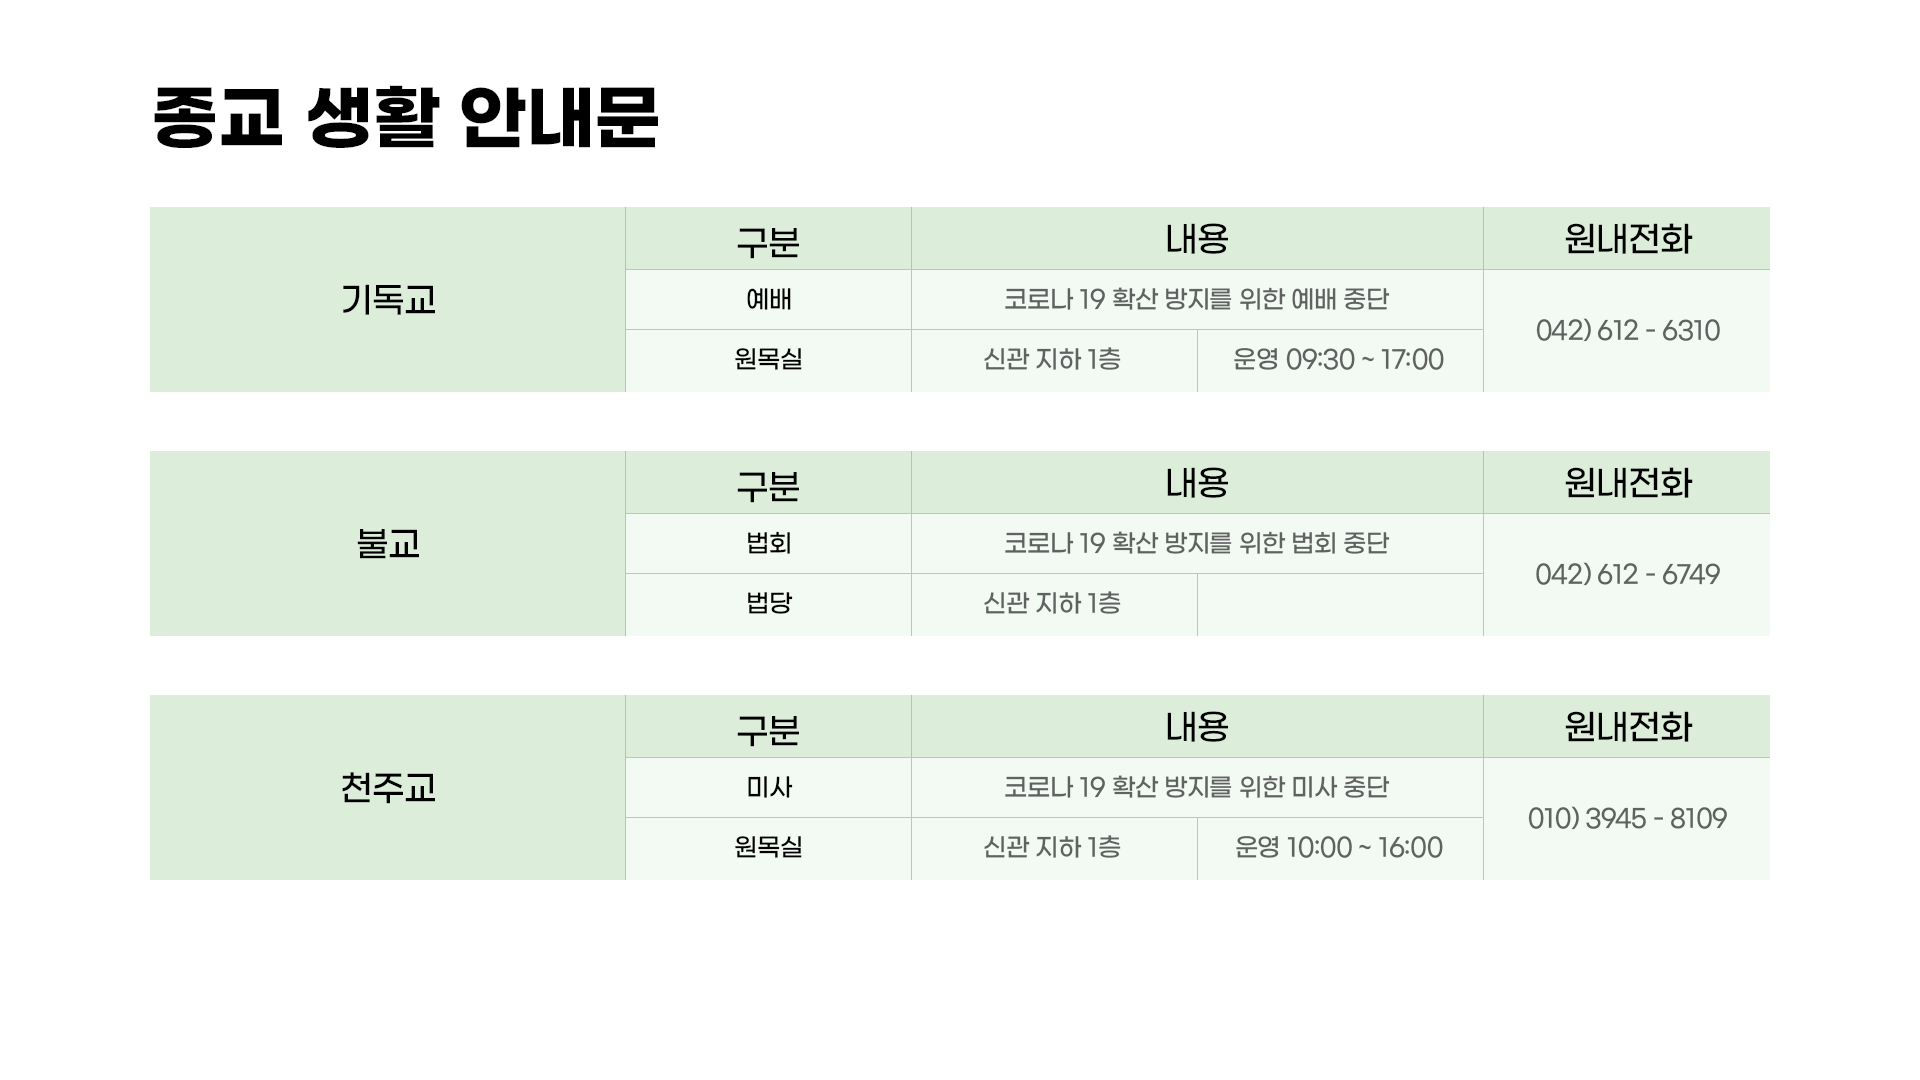 종교 생활 안내문
기독교
구분 내용 원내전화
예배 코로나 19 확산 방지를 위한 예배 중단
042) 612 - 6310
원목실 신관 지하 1층 운영 09:30 ~ 17:00
불교
구분 내용 원내전화
법회 코로나 19 확산 방지를 위한 법회 중단
042) 612 - 6749
법당 신관 지하 1층
천주교
구분 내용 원내전화
미사 코로나 19 확산 방지를 위한 미사 중단
010) 3945 - 8109
원목실 신관 지하 1층 운영 10:00 ~ 16:00